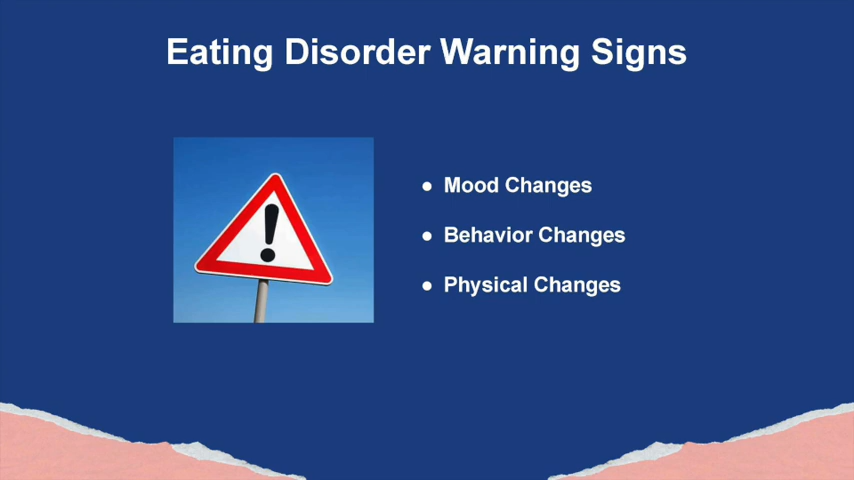 Eating Disorder Warning Signs
● Mood Changes
● Behavior Changes
● Physical Changes